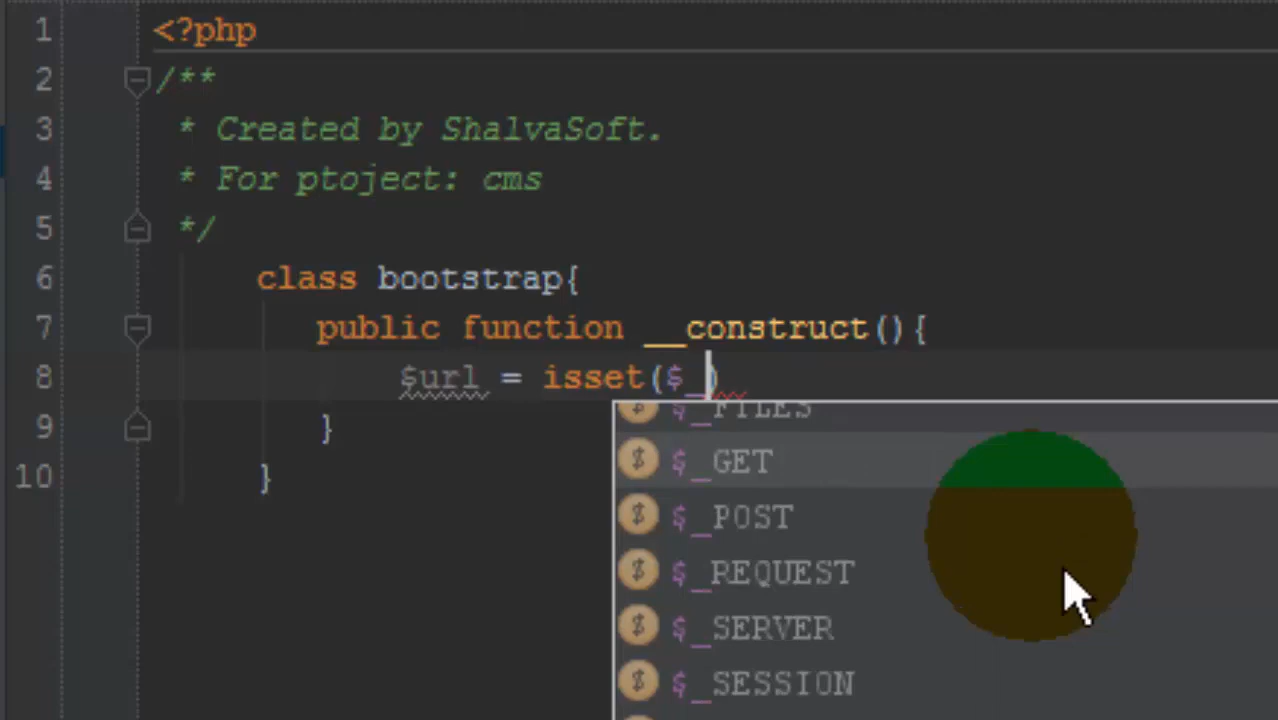 1 <?php
2 /**
3 * Created by ShalvaSoft.
4 * For ptoject: cms
5 */
6 class bootstrap{
7 public function __construct(){
8 $url = isset($_)
9 }
10 }
$_FILES
$_GET
$_POST
$_REQUEST
$_SERVER
$_SESSION